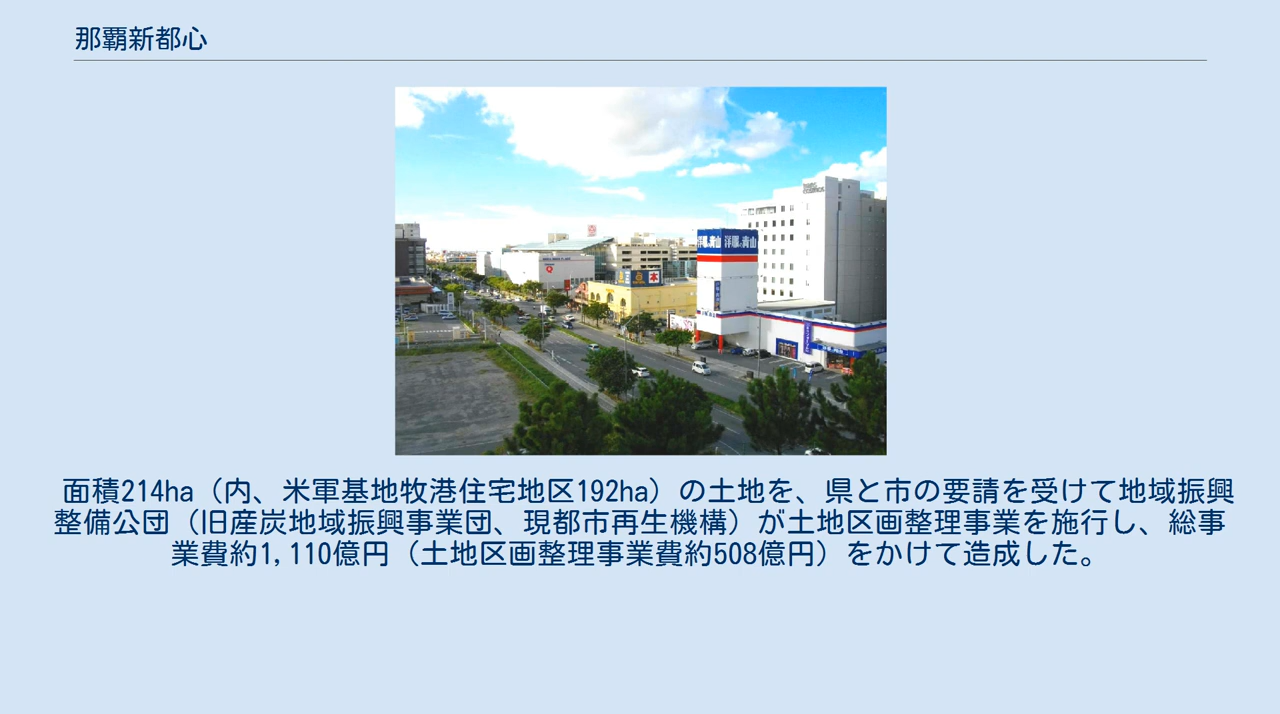 那覇新都心
洋服の青山 洋服の青山
本
面積214ha（内、米軍基地牧港住宅地区192ha）の土地を、県と市の要請を受けて地域振興
整備公団（旧産炭地域振興事業団、現都市再生機構）が土地区画整理事業を施行し、総事
業費約1,110億円（土地区画整理事業費約508億円）をかけて造成した。